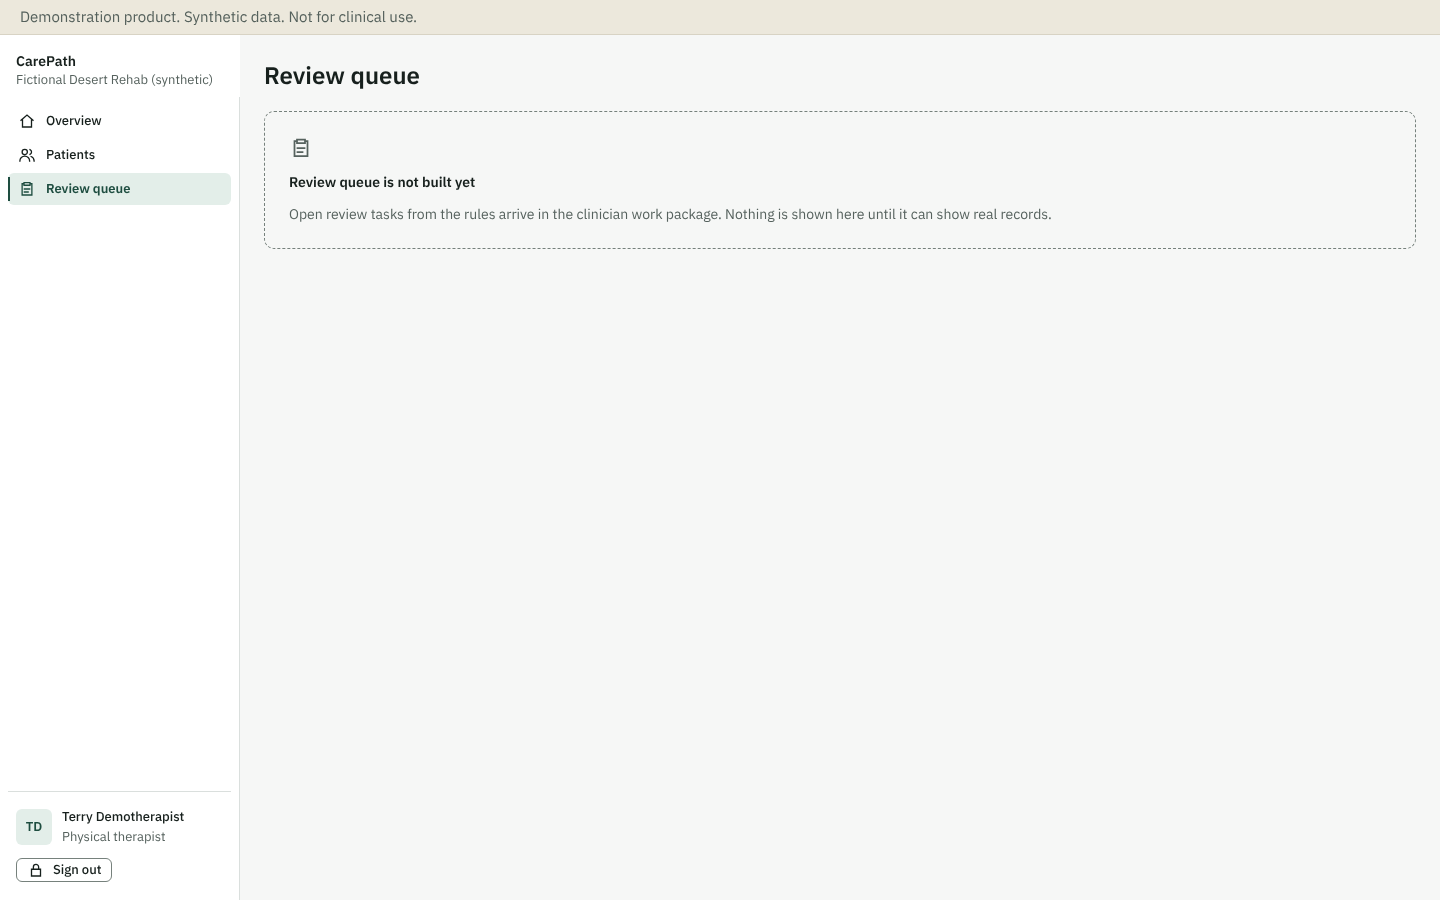 Demonstration product. Synthetic data. Not for clinical use.
CarePath
Fictional Desert Rehab (synthetic)
Overview
Patients
Review queue
Review queue
Review queue is not built yet
Open review tasks from the rules arrive in the clinician work package. Nothing is shown here until it can show real records.
TD
Terry Demotherapist
Physical therapist
Sign out